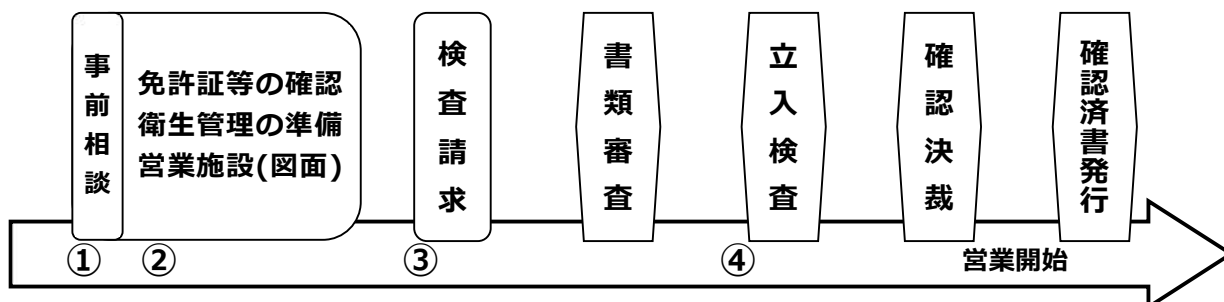 事前相談
免許証等の確認
衛生管理の準備
営業施設(図面)
検査請求
書類審査
立入検査
確認決裁
確認済書発行
① ② ③ ④ 営業開始